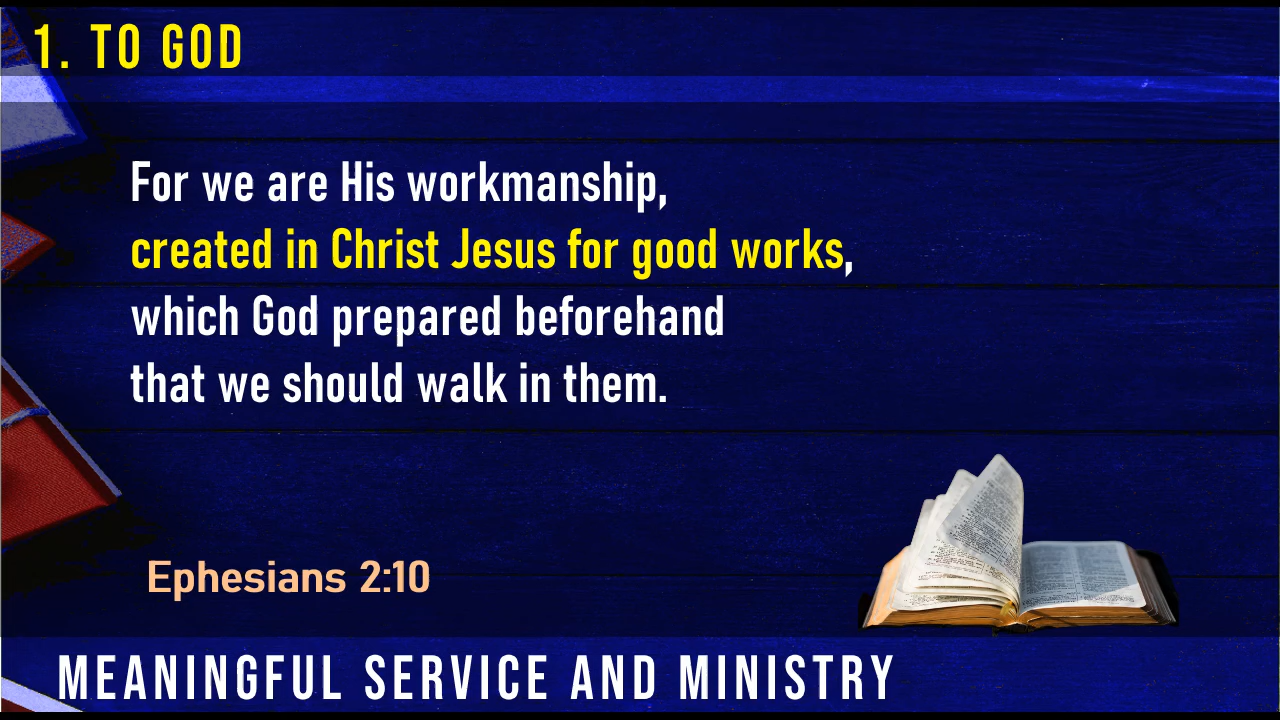 1. TO GOD
For we are His workmanship,
created in Christ Jesus for good works,
which God prepared beforehand
that we should walk in them.
Ephesians 2:10
MEANINGFUL SERVICE AND MINISTRY